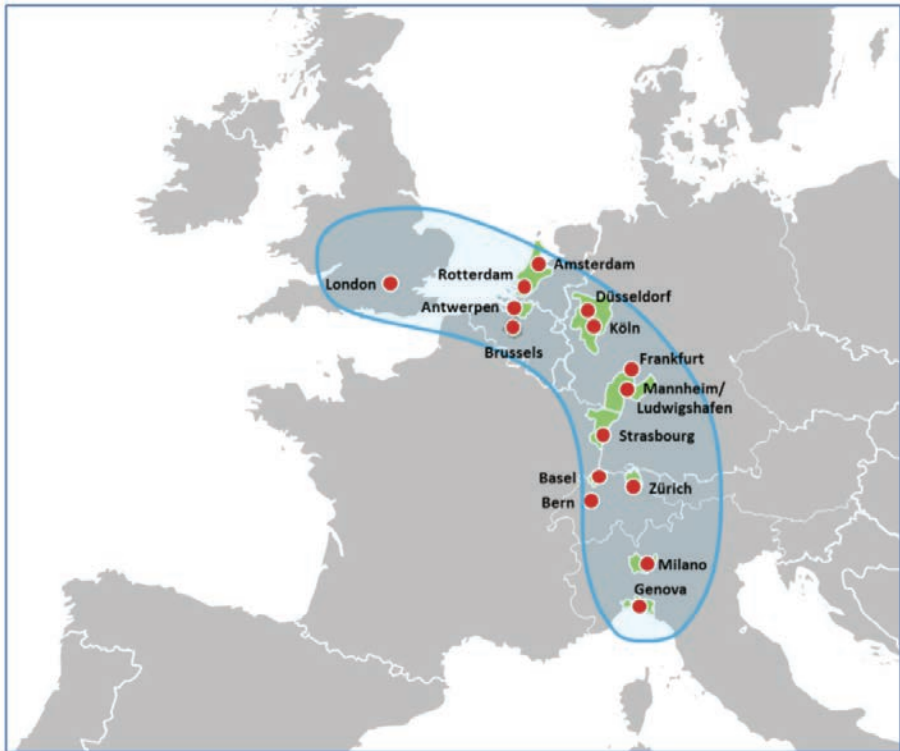 Amsterdam
Rotterdam
London
Düsseldorf
Antwerpen
Köln
Brussels
Frankfurt
Mannheim/
Ludwigshafen
Strasbourg
Basel
Zürich
Bern
Milano
Genova